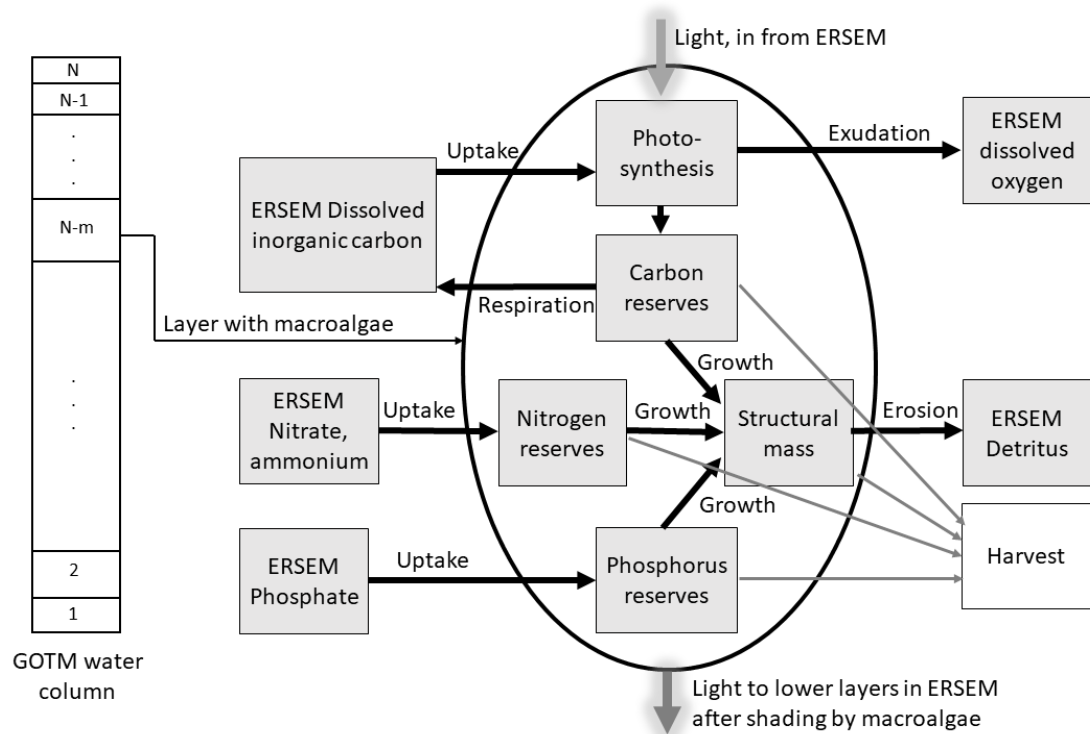 Light, in from ERSEM
N
N-1
.
.
.
N-m
.
.
.
2
1
GOTM water
column
Layer with macroalgae
ERSEM Dissolved
inorganic carbon
Uptake
Photo-
synthesis
Exudation
ERSEM
dissolved
oxygen
Respiration
Carbon
reserves
Growth
ERSEM
Nitrate,
ammonium
Uptake
Nitrogen
reserves
Growth
Structural
mass
Erosion
ERSEM
Detritus
Growth
ERSEM
Phosphate
Uptake
Phosphorus
reserves
Harvest
Light to lower layers in ERSEM
after shading by macroalgae